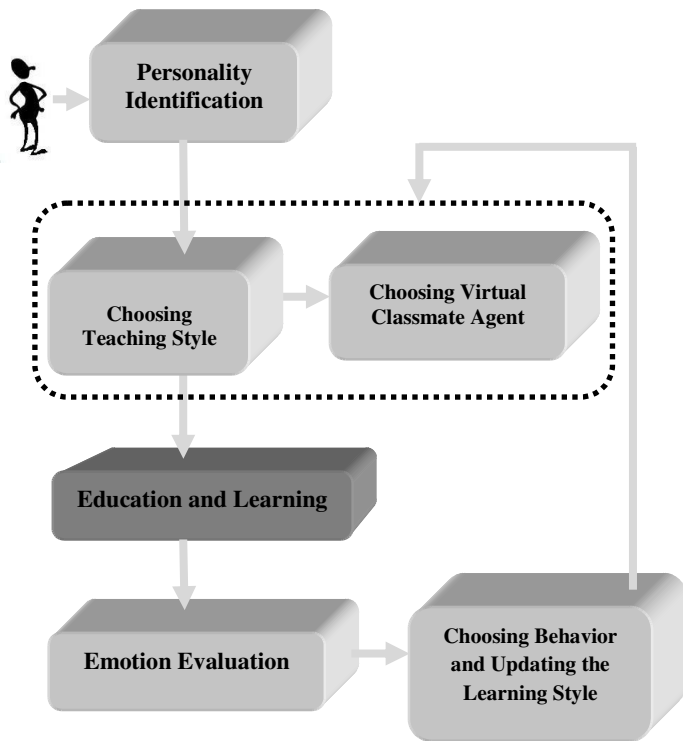 Personality
Identification
Choosing
Teaching Style
Choosing Virtual
Classmate Agent
Education and Learning
Emotion Evaluation
Choosing Behavior
and Updating the
Learning Style